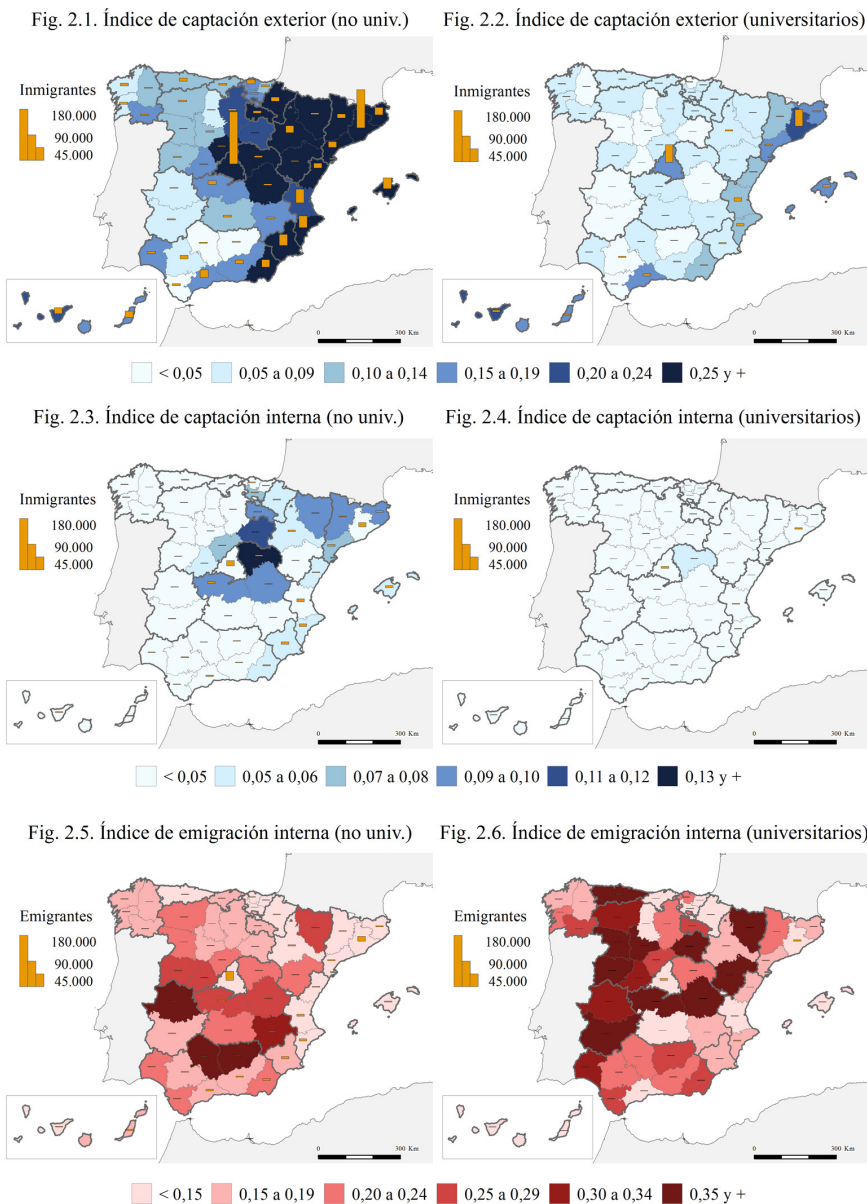 Fig. 2.1. Índice de captación exterior (no univ.)
Inmigrantes
180.000
90.000
45.000
0 300 Km
Fig. 2.2. Índice de captación exterior (universitarios)
Inmigrantes
180.000
90.000
45.000
0 300 Km
< 0,05 0,05 a 0,09 0,10 a 0,14 0,15 a 0,19 0,20 a 0,24 0,25 y +
Fig. 2.3. Índice de captación interna (no univ.)
Inmigrantes
180.000
90.000
45.000
0 300 Km
Fig. 2.4. Índice de captación interna (universitarios)
Inmigrantes
180.000
90.000
45.000
0 300 Km
< 0,05 0,05 a 0,06 0,07 a 0,08 0,09 a 0,10 0,11 a 0,12 0,13 y +
Fig. 2.5. Índice de emigración interna (no univ.)
Emigrantes
180.000
90.000
45.000
0 300 Km
Fig. 2.6. Índice de emigración interna (universitarios)
Emigrantes
180.000
90.000
45.000
0 300 Km
< 0,15 0,15 a 0,19 0,20 a 0,24 0,25 a 0,29 0,30 a 0,34 0,35 y +